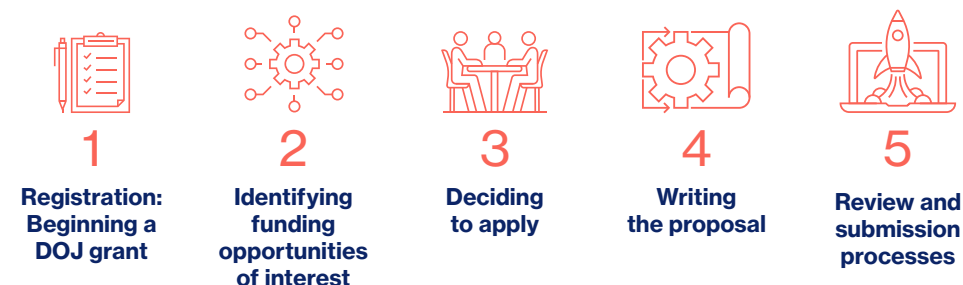 1
Registration:
Beginning a
DOJ grant
2
Identifying
funding
opportunities
of interest
3
Deciding
to apply
4
Writing
the proposal
5
Review and
submission
processes